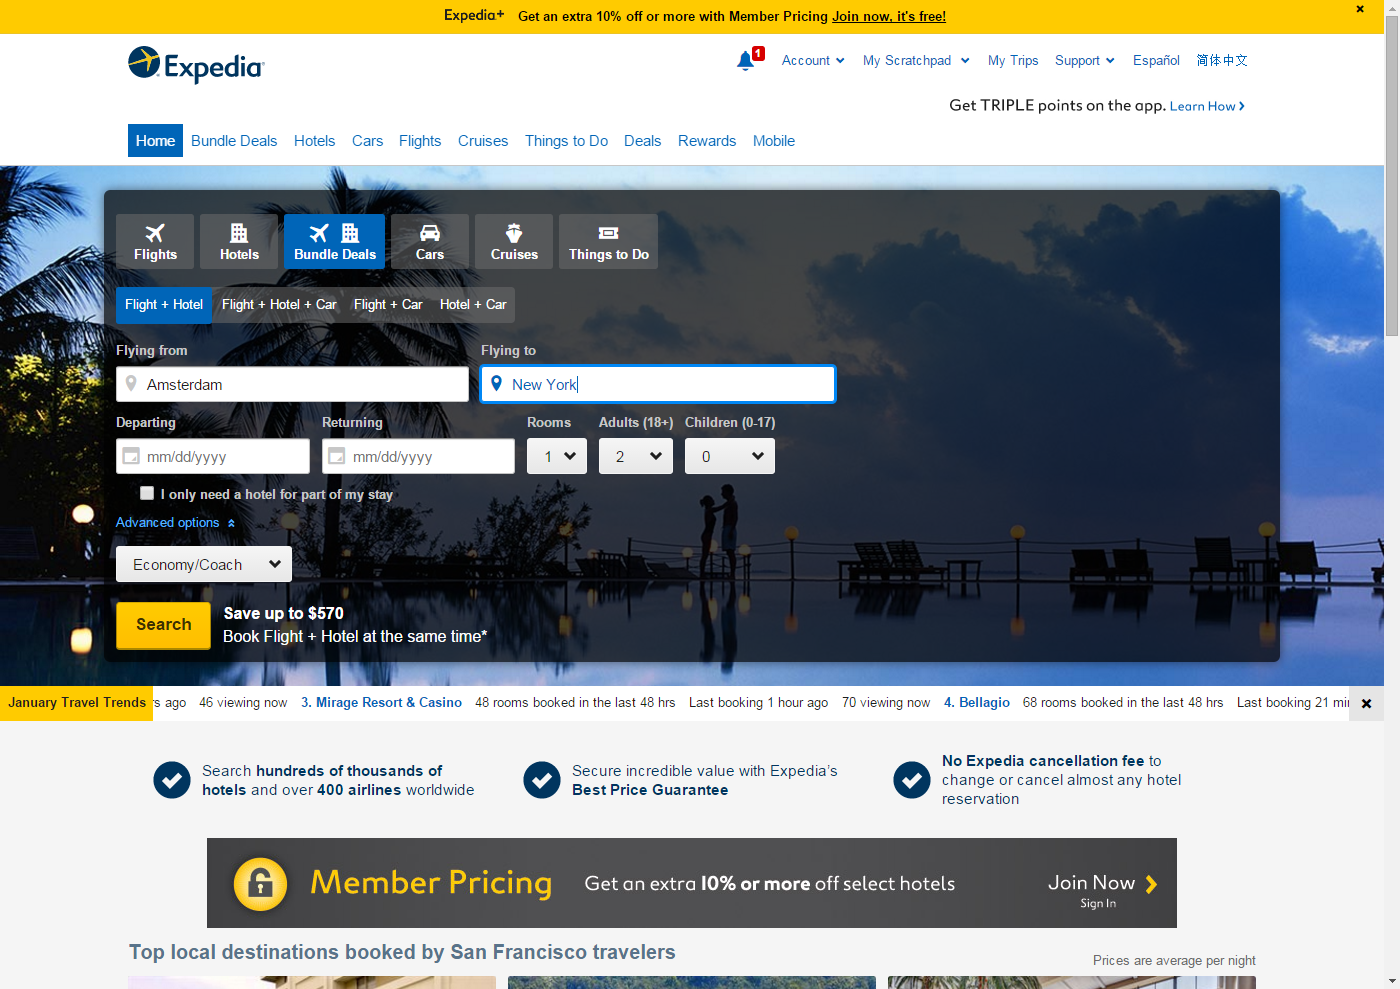 Expedia+ Get an extra 10% off or more with Member Pricing Join now, it's free!
Expedia
1 Account My Scratchpad My Trips Support Español 简体中文
Get TRIPLE points on the app. Learn How
Home Bundle Deals Hotels Cars Flights Cruises Things to Do Deals Rewards Mobile
Flights Hotels Bundle Deals Cars Cruises Things to Do
Flight + Hotel Flight + Hotel + Car Flight + Car Hotel + Car
Flying from Flying to
Amsterdam New York
Departing Returning Rooms Adults (18+) Children (0-17)
mm/dd/yyyy mm/dd/yyyy 1 2 0
I only need a hotel for part of my stay
Advanced options
Economy/Coach
Search
Save up to $570
Book Flight + Hotel at the same time*
January Travel Trends rs ago 46 viewing now 3. Mirage Resort & Casino 48 rooms booked in the last 48 hrs Last booking 1 hour ago 70 viewing now 4. Bellagio 68 rooms booked in the last 48 hrs Last booking 21 mi
Search hundreds of thousands of
hotels and over 400 airlines worldwide
Secure incredible value with Expedia's
Best Price Guarantee
No Expedia cancellation fee to
change or cancel almost any hotel
reservation
Member Pricing Get an extra 10% or more off select hotels Join Now
Sign In
Top local destinations booked by San Francisco travelers
Prices are average per night